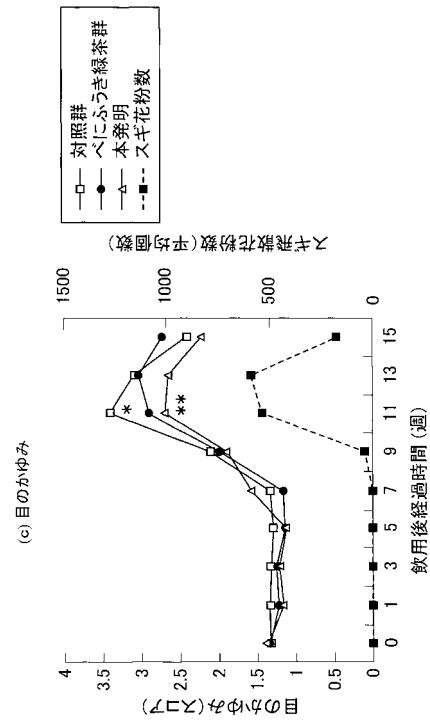 (c) 目のかゆみ
目のかゆみ(スコア)
4
3.5
3
2.5
2
1.5
1
0.5
0
*
**
0 1 3 5 7 9 11 13 15
飲用後経過時間 (週)
1500
1000
500
0
スギ飛散花粉数(平均個数)
対照群
べにふうき緑茶群
本発明
スギ花粉数